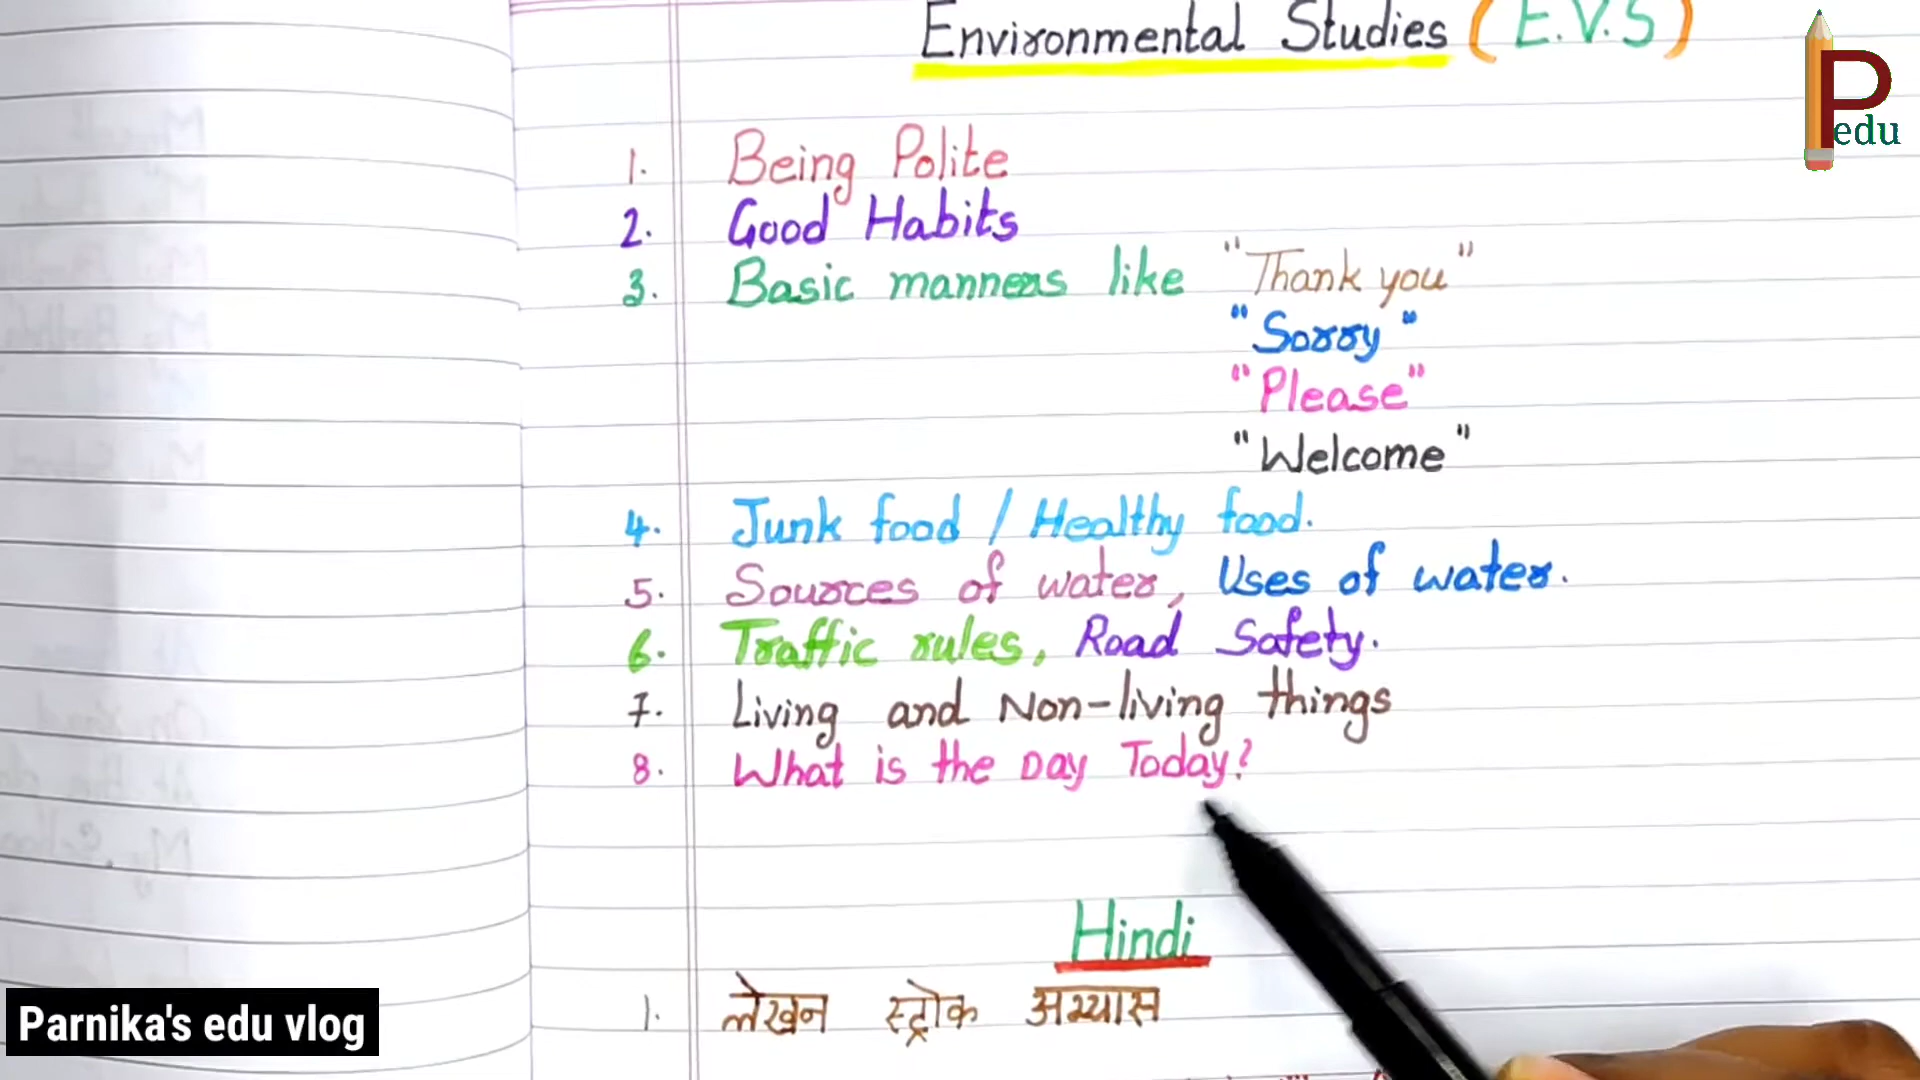 Environmental Studies (E.V.S)
P
edu
1. Being Polite
2. Good Habits
3. Basic manners like "Thank you"
"Sorry"
"Please"
"Welcome"
4. Junk food / Healthy food.
5. Sources of water, Uses of water.
6. Traffic rules, Road Safety.
7. Living and Non-living things
8. What is the Day Today?
Hindi
1. लेखन स्ट्रोक अभ्यास
Parnika's edu vlog